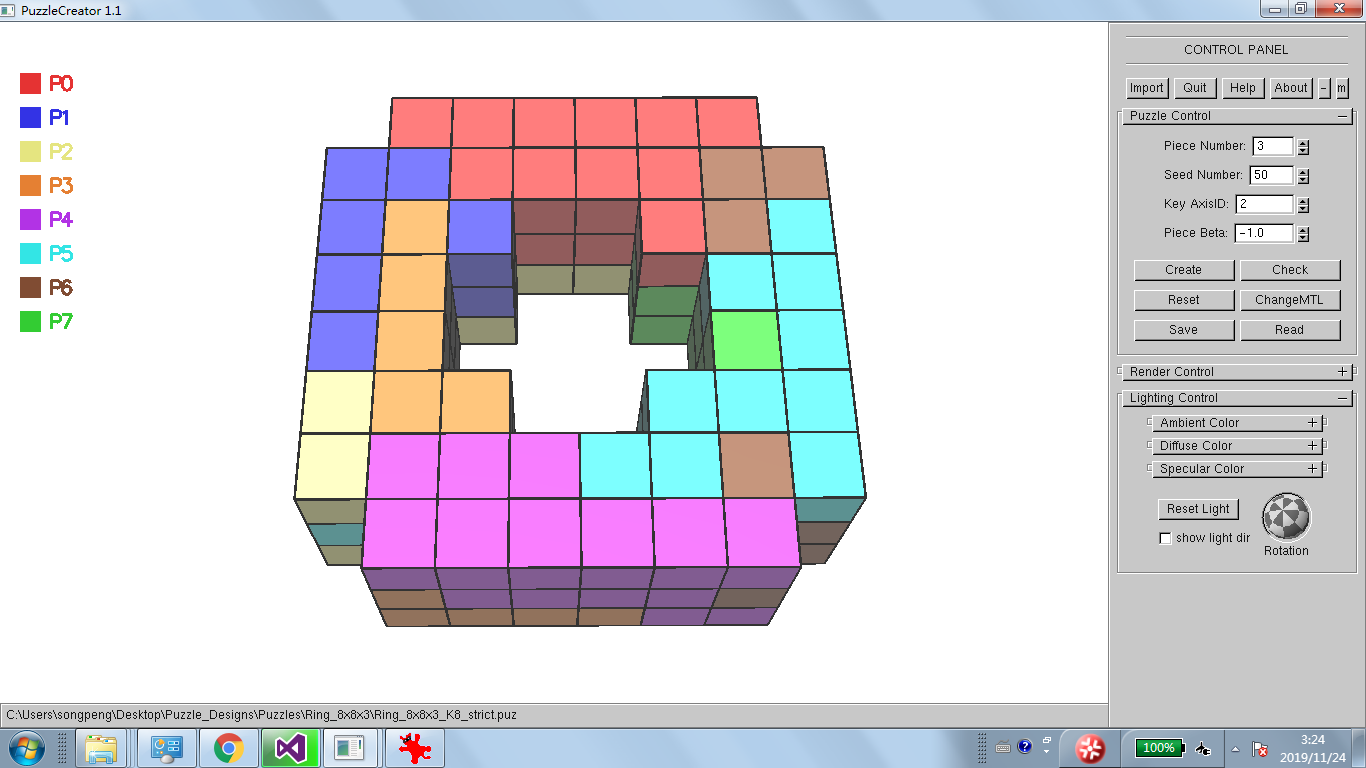 PuzzleCreator 1.1
P0
P1
P2
P3
P4
P5
P6
P7
CONTROL PANEL
Import Quit Help About - m
Puzzle Control
Piece Number: 3
Seed Number: 50
Key AxisID: 2
Piece Beta: -1.0
Create Check
Reset ChangeMTL
Save Read
Render Control
Lighting Control
Ambient Color
Diffuse Color
Specular Color
Reset Light
show light dir
Rotation
C:\Users\songpeng\Desktop\Puzzle_Designs\Puzzles\Ring_8x8x3\Ring_8x8x3_K8_strict.puz
100%
3:24
2019/11/24